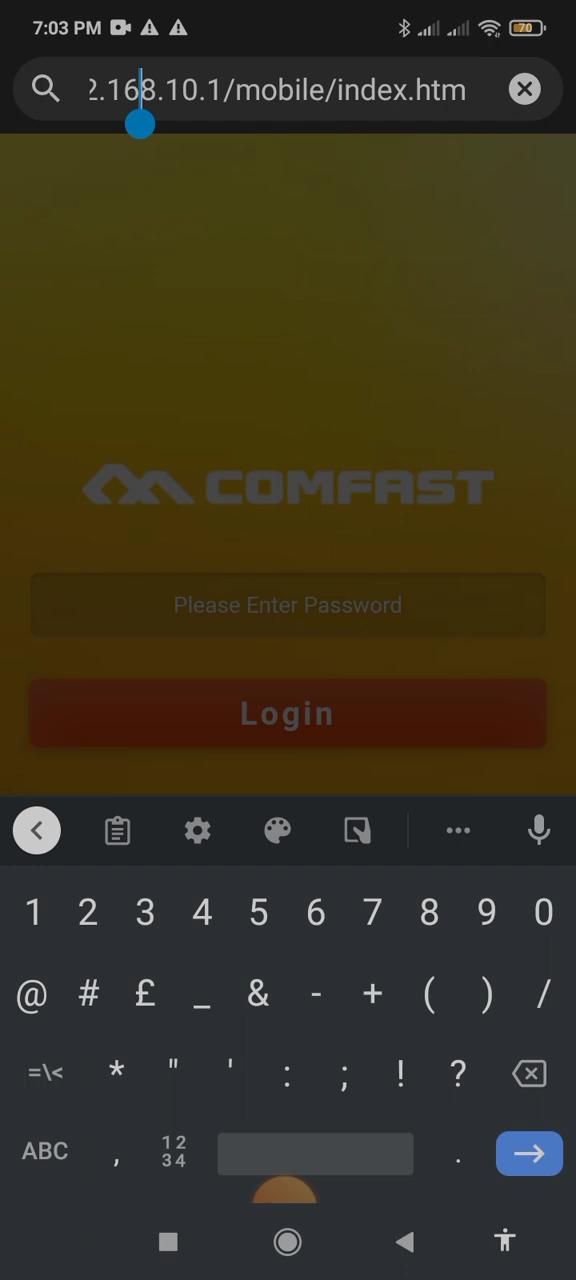 7:03 PM 70
2.168.10.1/mobile/index.htm
COMFAST
Please Enter Password
Login
1 2 3 4 5 6 7 8 9 0
@ # £ _ & - + ( ) /
=\< * " ' : ; ! ?
ABC , 12 34 .